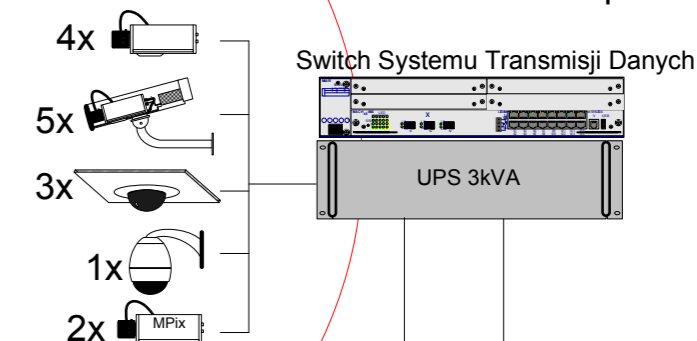 4x
Switch Systemu Transmisji Danych
5x
X
UPS 3kVA
3x
1x
2x
MPix